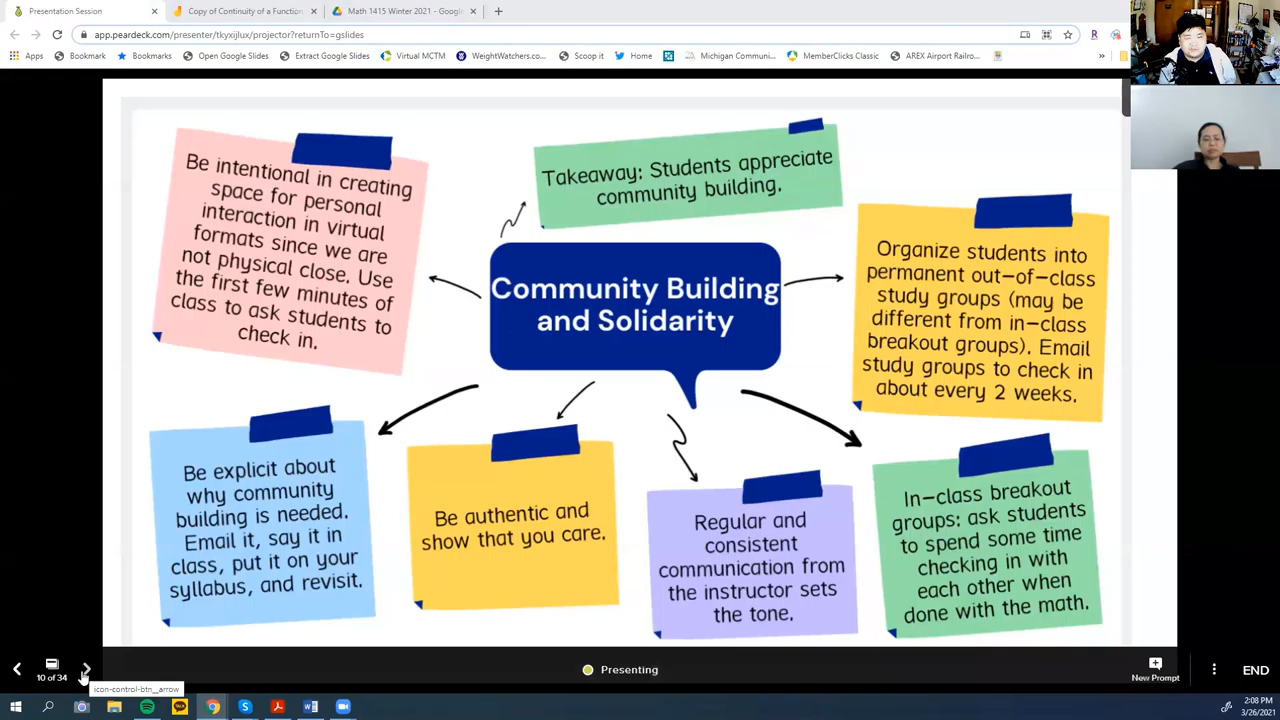 Presentation Session
Copy of Continuity of a Function
Math 1415 Winter 2021 - Google
app.peardeck.com/presenter/tkyxijlux/projector?returnTo=gslides
Apps
Bookmark
Bookmarks
Open Google Slides
Extract Google Slides
Virtual MCTM
WeightWatchers.co...
Scoop it
Home
Michigan Communi...
MemberClicks Classic
AREX Airport Railro...
Be intentional in creating
space for personal
interaction in virtual
formats since we are
not physical close. Use
the first few minutes of
class to ask students to
check in.
Takeaway: Students appreciate
community building.
Community Building
and Solidarity
Organize students into
permanent out-of-class
study groups (may be
different from in-class
breakout groups). Email
study groups to check in
about every 2 weeks.
Be explicit about
why community
building is needed.
Email it, say it in
class, put it on your
syllabus, and revisit.
Be authentic and
show that you care.
Regular and
consistent
communication from
the instructor sets
the tone.
In-class breakout
groups: ask students
to spend some time
checking in with
each other when
done with the math.
10 of 34
icon-control-btn__arrow
Presenting
New Prompt
END
2:08 PM
3/26/2021